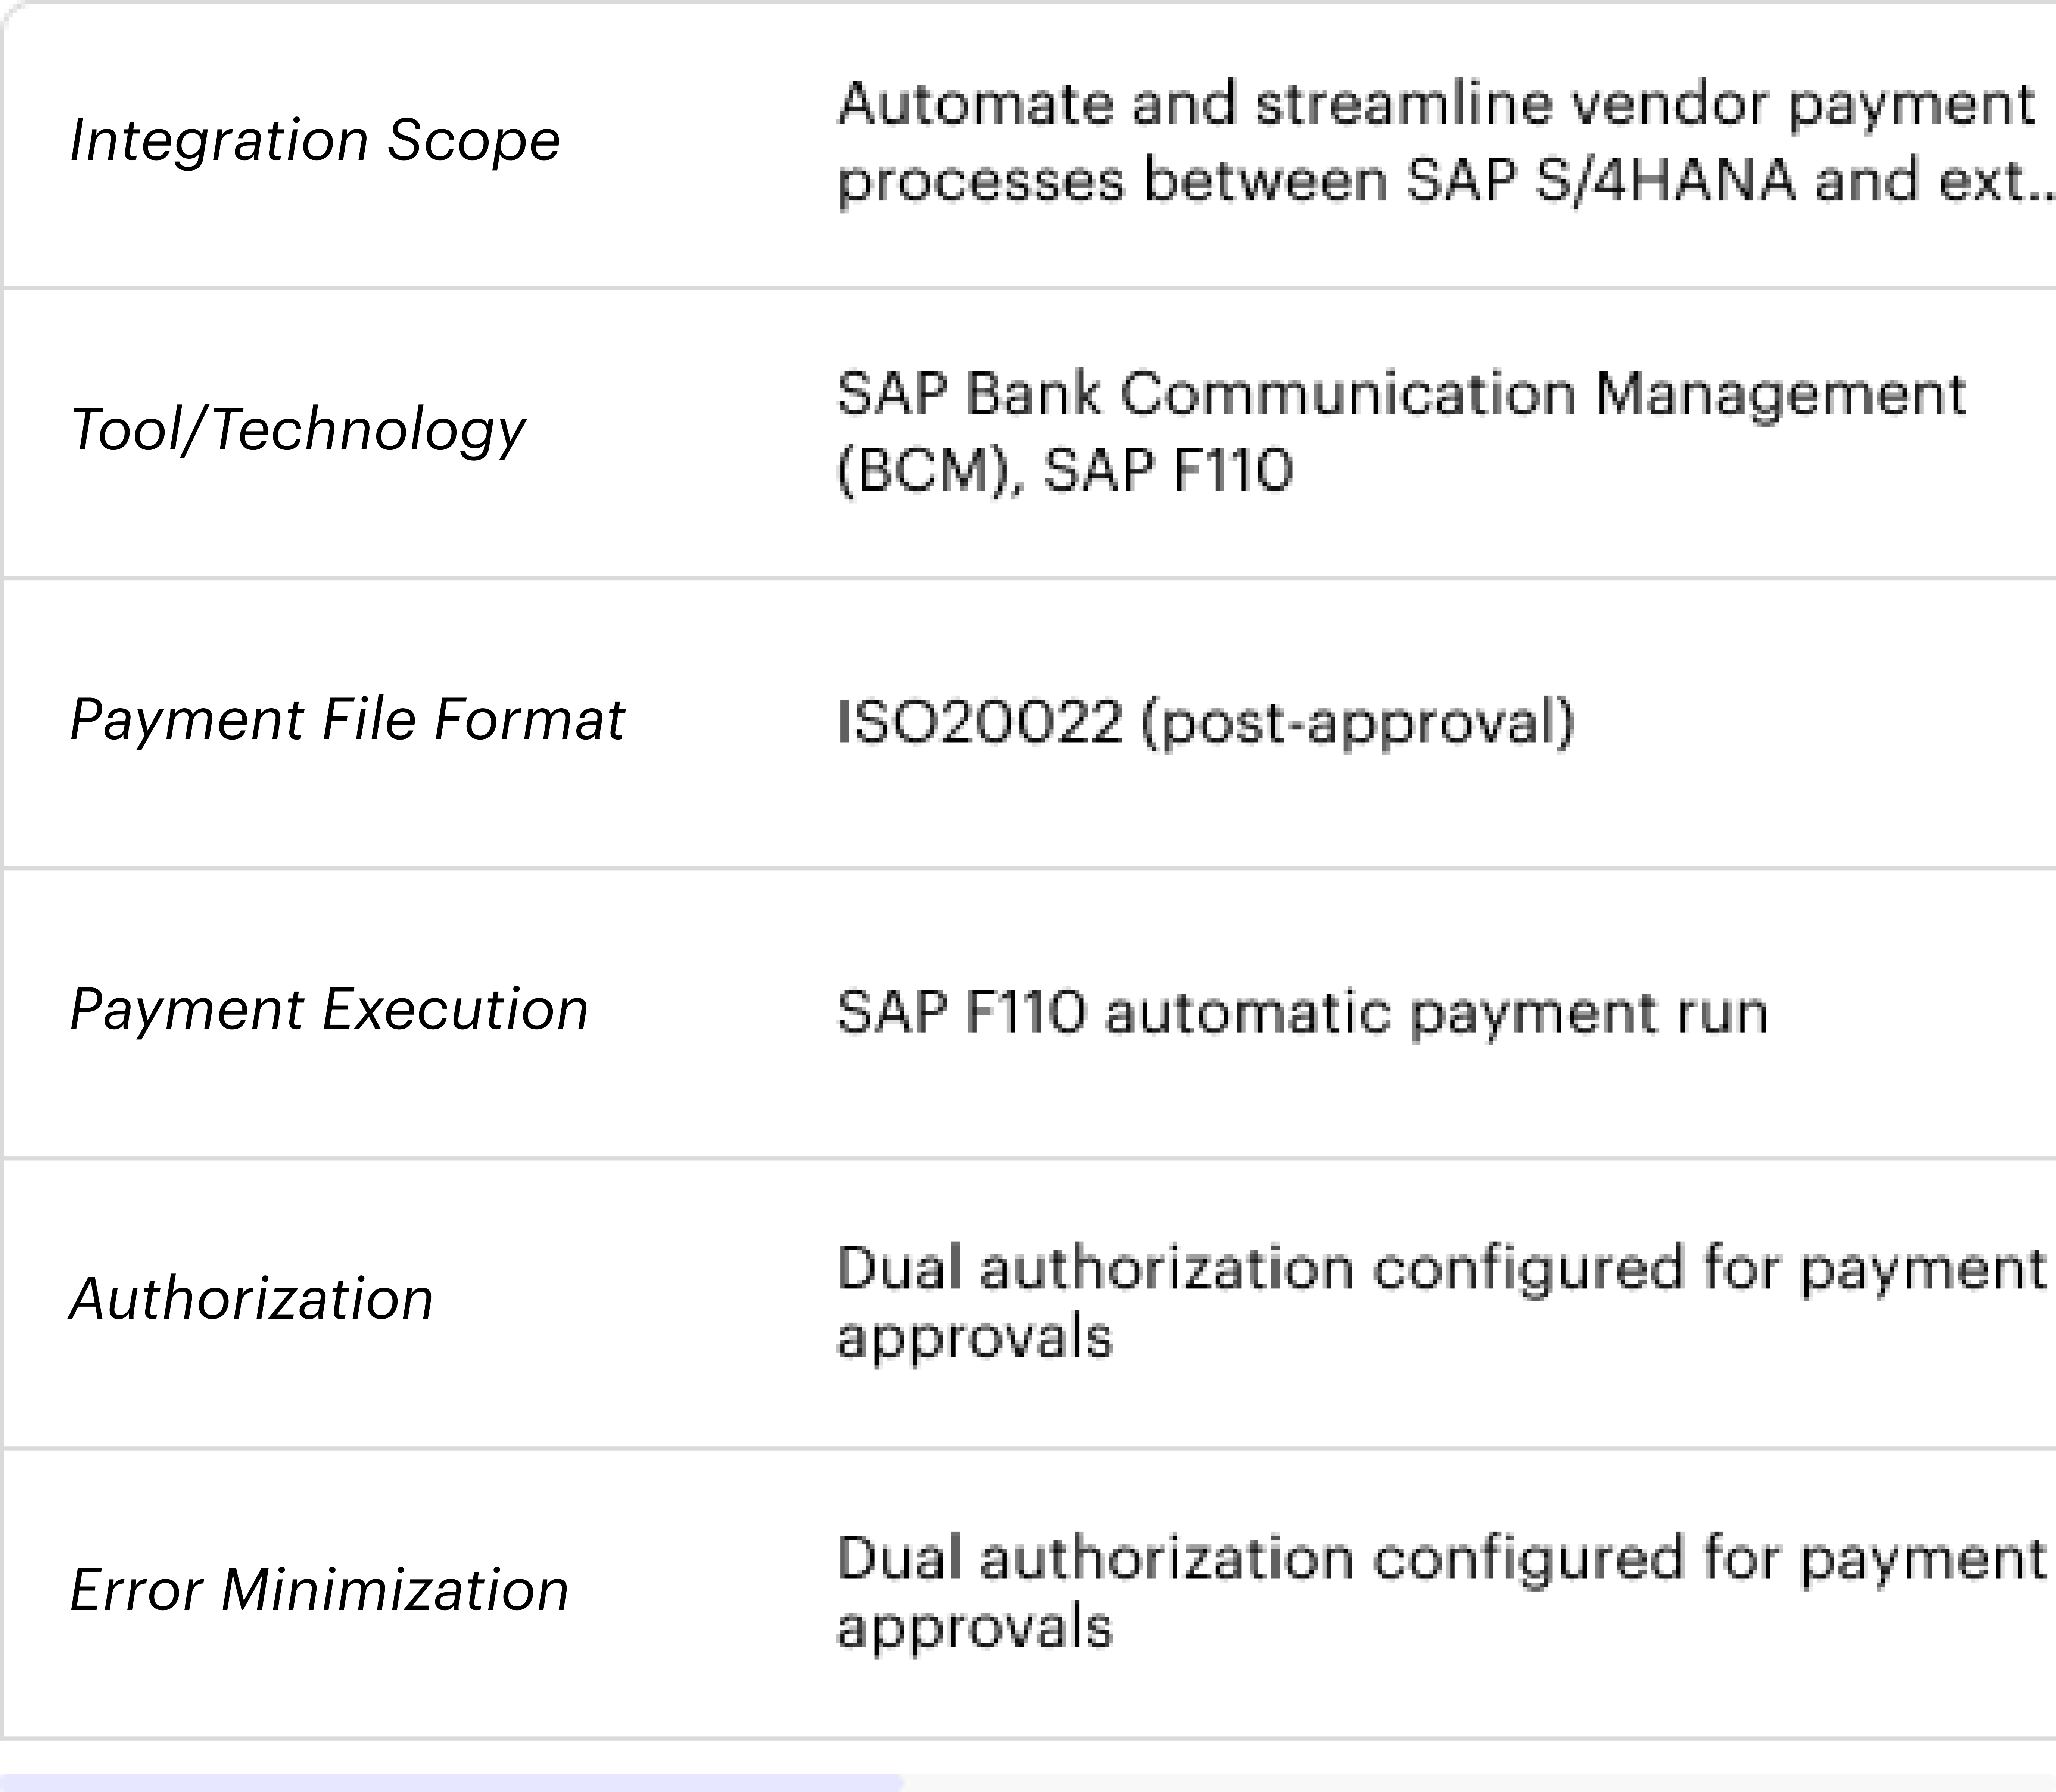 Integration Scope
Automate and streamline vendor payment
processes between SAP S/4HANA and ext...
Tool/Technology
SAP Bank Communication Management
(BCM), SAP F110
Payment File Format
ISO20022 (post-approval)
Payment Execution
SAP F110 automatic payment run
Authorization
Dual authorization configured for payment
approvals
Error Minimization
Dual authorization configured for payment
approvals